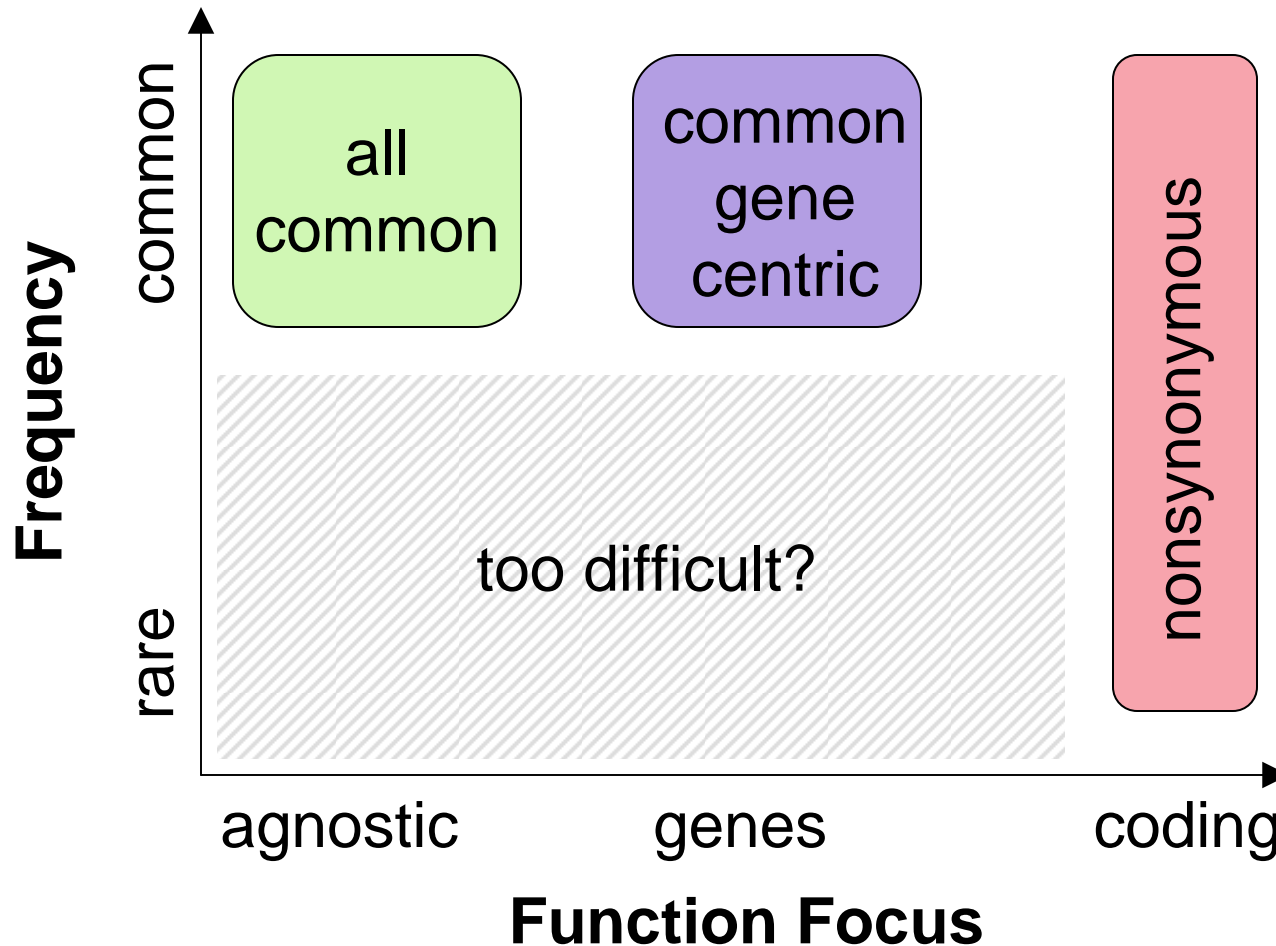 Frequency
common
rare
all
common
common
gene
centric
nonsynonymous
too difficult?
agnostic
genes
coding
Function Focus